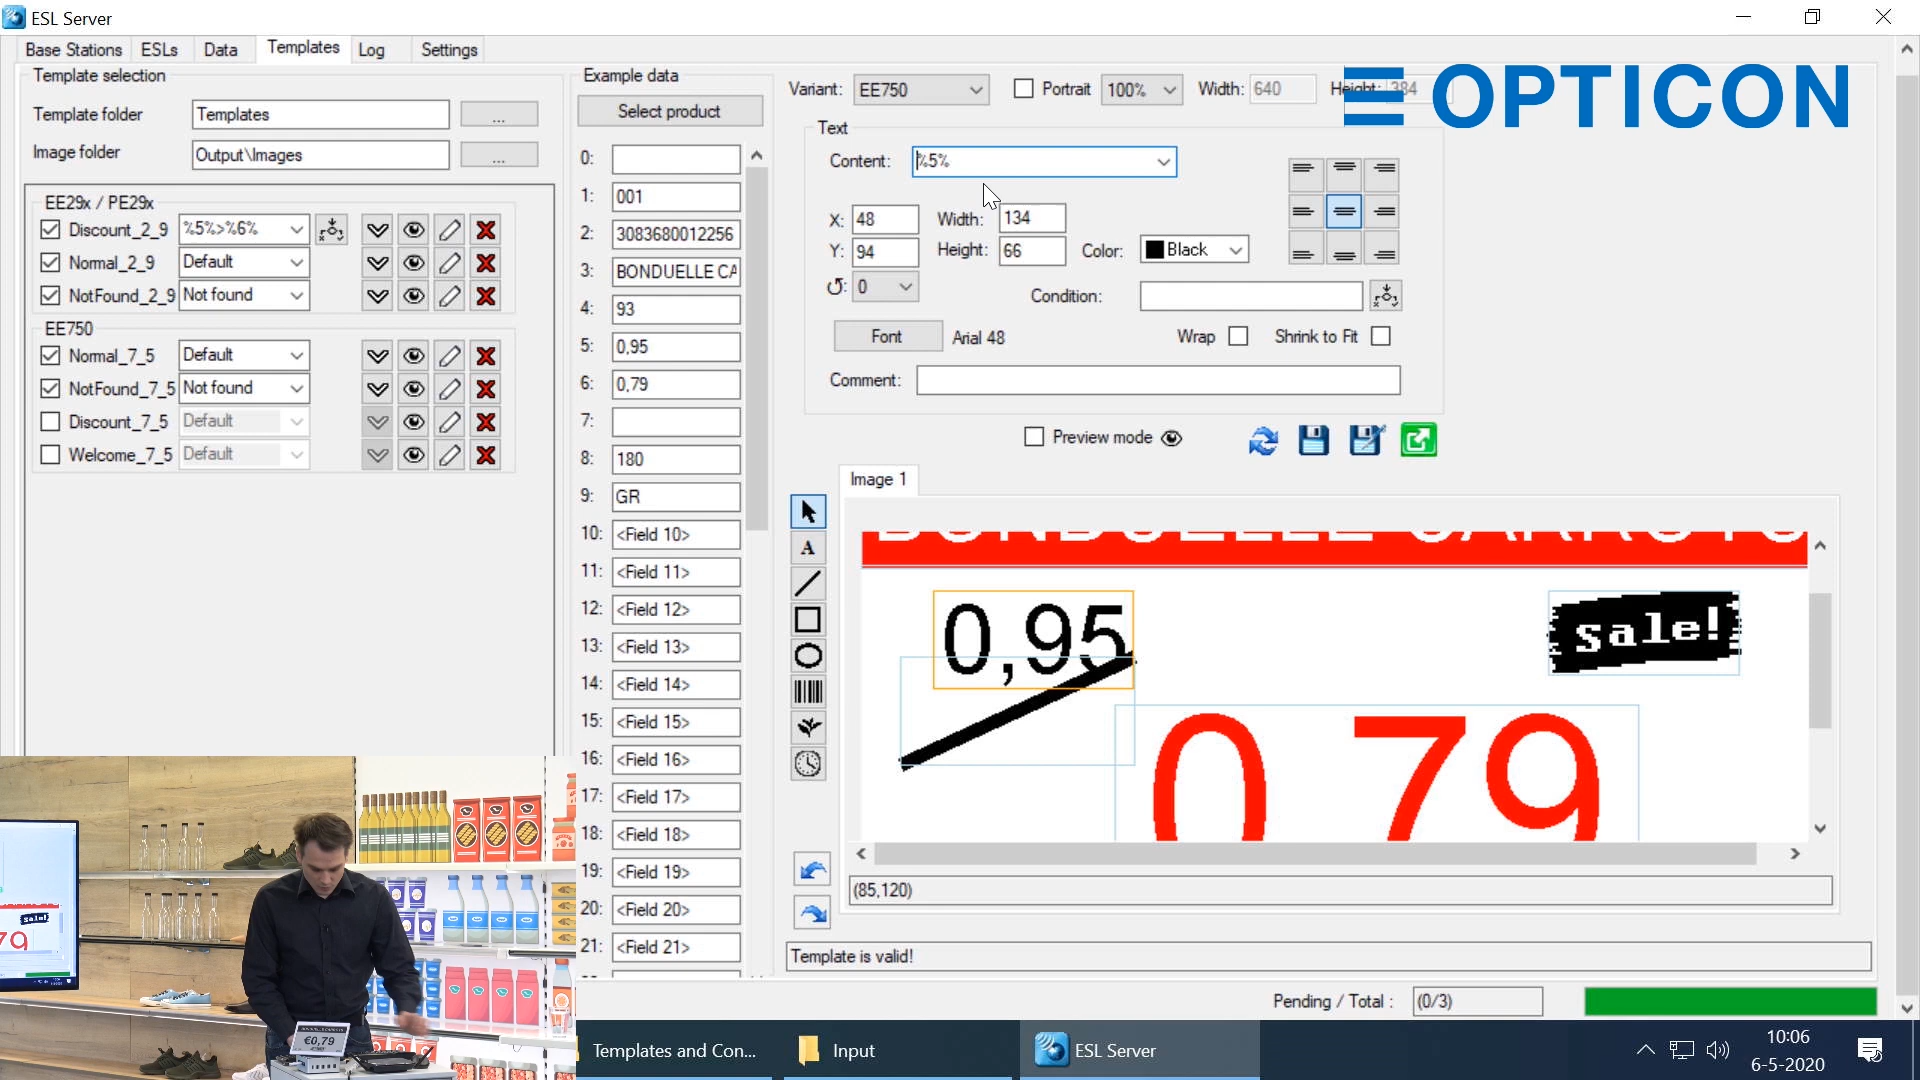 ESL Server
Base Stations
ESLs
Data
Templates
Log
Settings
Template selection
Template folder
Templates
...
Image folder
Output\Images
...
EE29x / PE29x
Discount_2_9
%5%>%6%
Normal_2_9
Default
NotFound_2_9
Not found
EE750
Normal_7_5
Default
NotFound_7_5
Not found
Discount_7_5
Default
Welcome_7_5
Default
Example data
Select product
0:
1: 001
2: 3083680012256
3: BONDUELLE CA
4: 93
5: 0,95
6: 0,79
7:
8: 180
9: GR
10: <Field 10>
11: <Field 11>
12: <Field 12>
13: <Field 13>
14: <Field 14>
15: <Field 15>
16: <Field 16>
17: <Field 17>
18: <Field 18>
19: <Field 19>
20: <Field 20>
21: <Field 21>
Variant: EE750
Portrait
100%
Width: 640
Height: 384
OPTICON
Text
Content: %5%
X: 48
Width: 134
Y: 94
Height: 66
Color: Black
0
Condition:
Font
Arial 48
Wrap
Shrink to Fit
Comment:
Preview mode
Image 1
A
BONDUELLE CARROTS
0,95
sale!
0,79
(85,120)
Template is valid!
Pending / Total : (0/3)
sale!
79
€0,79
Templates and Con...
Input
ESL Server
10:06
6-5-2020